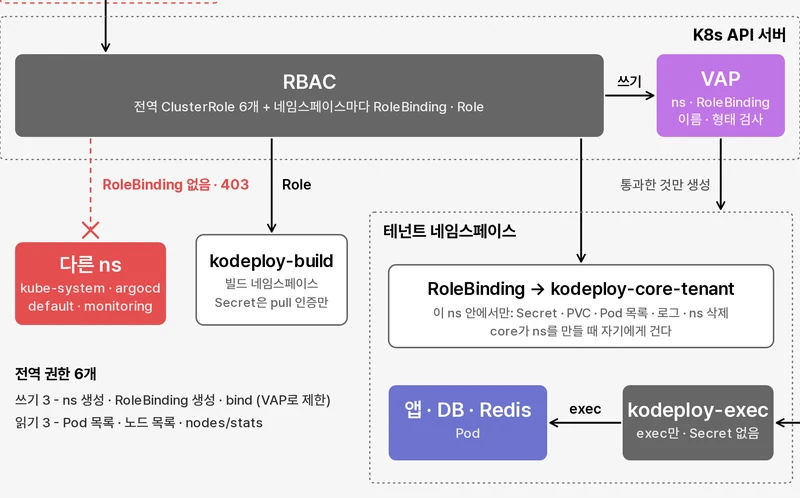 K8s API 서버
RBAC
전역 ClusterRole 6개 + 네임스페이스마다 RoleBinding · Role
쓰기
VAP
ns · RoleBinding
이름 · 형태 검사
RoleBinding 없음 · 403
Role
통과한 것만 생성
다른 ns
kube-system · argocd
default · monitoring
kodeploy-build
빌드 네임스페이스
Secret은 pull 인증만
테넌트 네임스페이스
RoleBinding → kodeploy-core-tenant
이 ns 안에서만: Secret · PVC · Pod 목록 · 로그 · ns 삭제
core가 ns를 만들 때 자기에게 건다
전역 권한 6개
쓰기 3 - ns 생성 · RoleBinding 생성 · bind (VAP로 제한)
읽기 3 - Pod 목록 · 노드 목록 · nodes/stats
앱 · DB · Redis
Pod
exec
kodeploy-exec
exec만 · Secret 없음